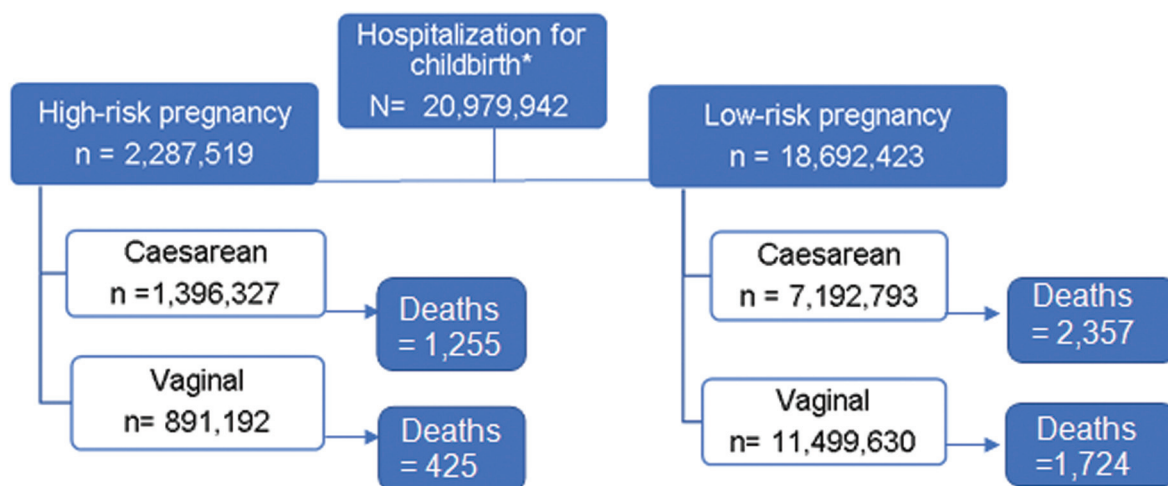 Hospitalization for
childbirth*
N= 20,979,942
High-risk pregnancy
n = 2,287,519
Caesarean
n =1,396,327
Deaths
= 1,255
Vaginal
n= 891,192
Deaths
= 425
Low-risk pregnancy
n = 18,692,423
Caesarean
n = 7,192,793
Deaths
= 2,357
Vaginal
n= 11,499,630
Deaths
=1,724